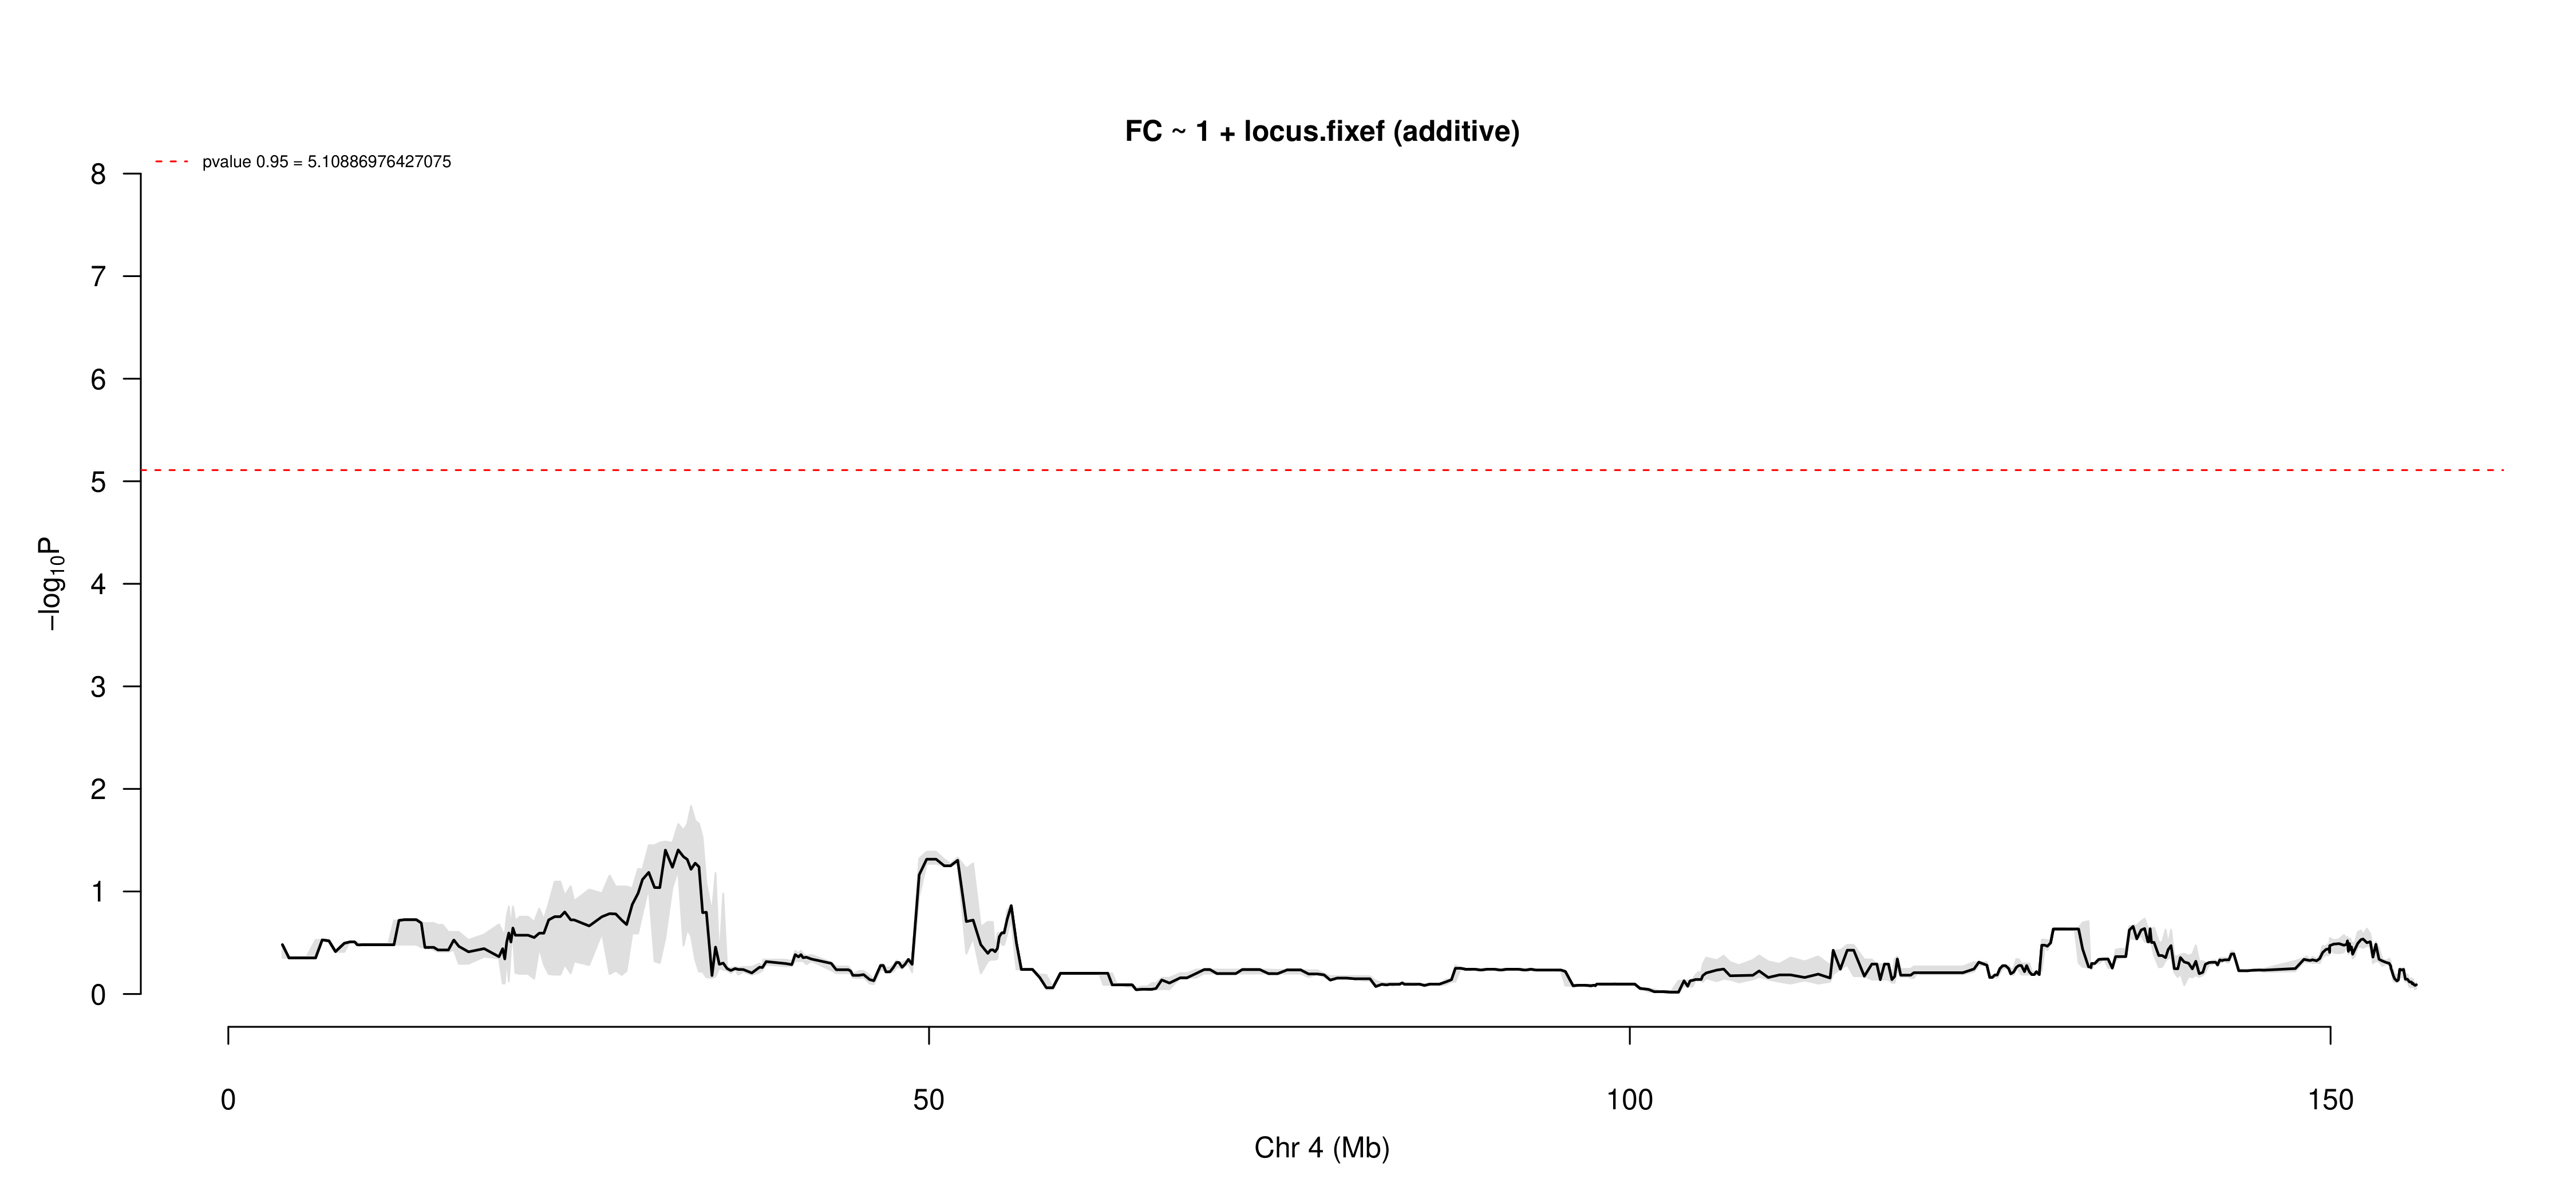 FC ~ 1 + locus.fixef (additive)
pvalue 0.95 = 5.10886976427075
8
7
6
5
4
3
2
1
0
−log10P
0 50 100 150
Chr 4 (Mb)